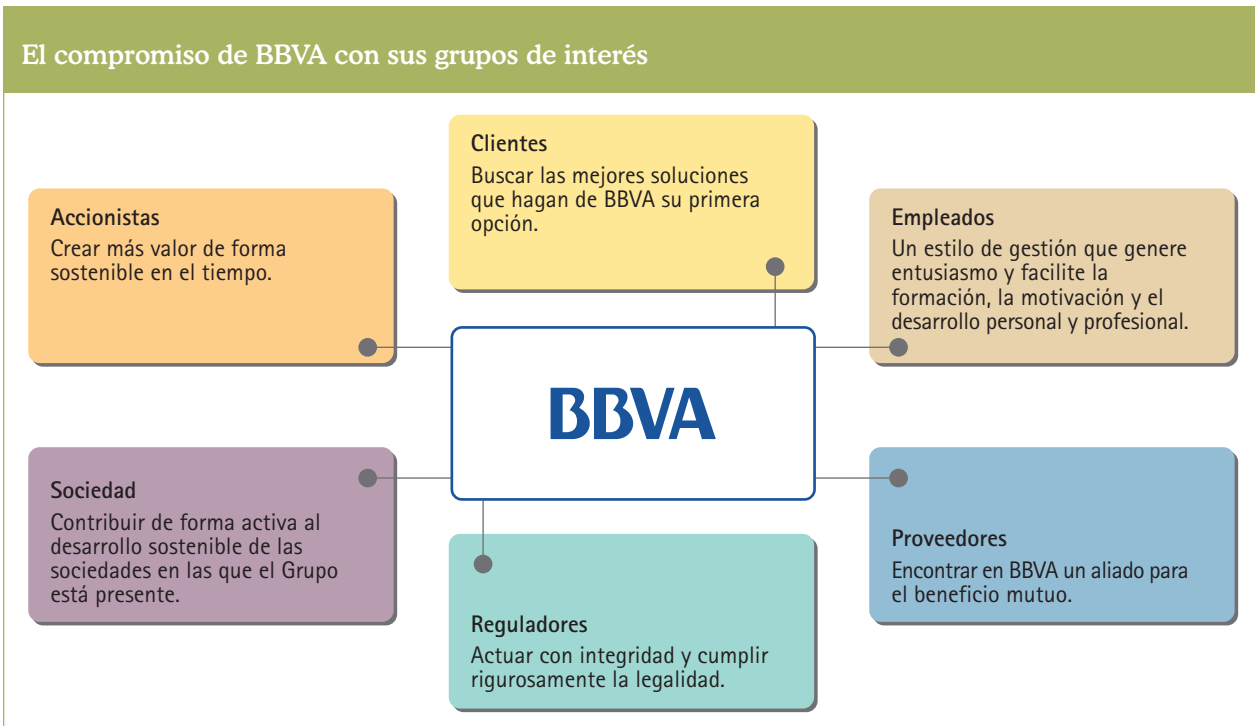 El compromiso de BBVA con sus grupos de interés
Clientes
Buscar las mejores soluciones
que hagan de BBVA su primera
opción.
Accionistas
Crear más valor de forma
sostenible en el tiempo.
Empleados
Un estilo de gestión que genere
entusiasmo y facilite la
formación, la motivación y el
desarrollo personal y profesional.
BBVA
Sociedad
Contribuir de forma activa al
desarrollo sostenible de las
sociedades en las que el Grupo
está presente.
Proveedores
Encontrar en BBVA un aliado para
el beneficio mutuo.
Reguladores
Actuar con integridad y cumplir
rigurosamente la legalidad.